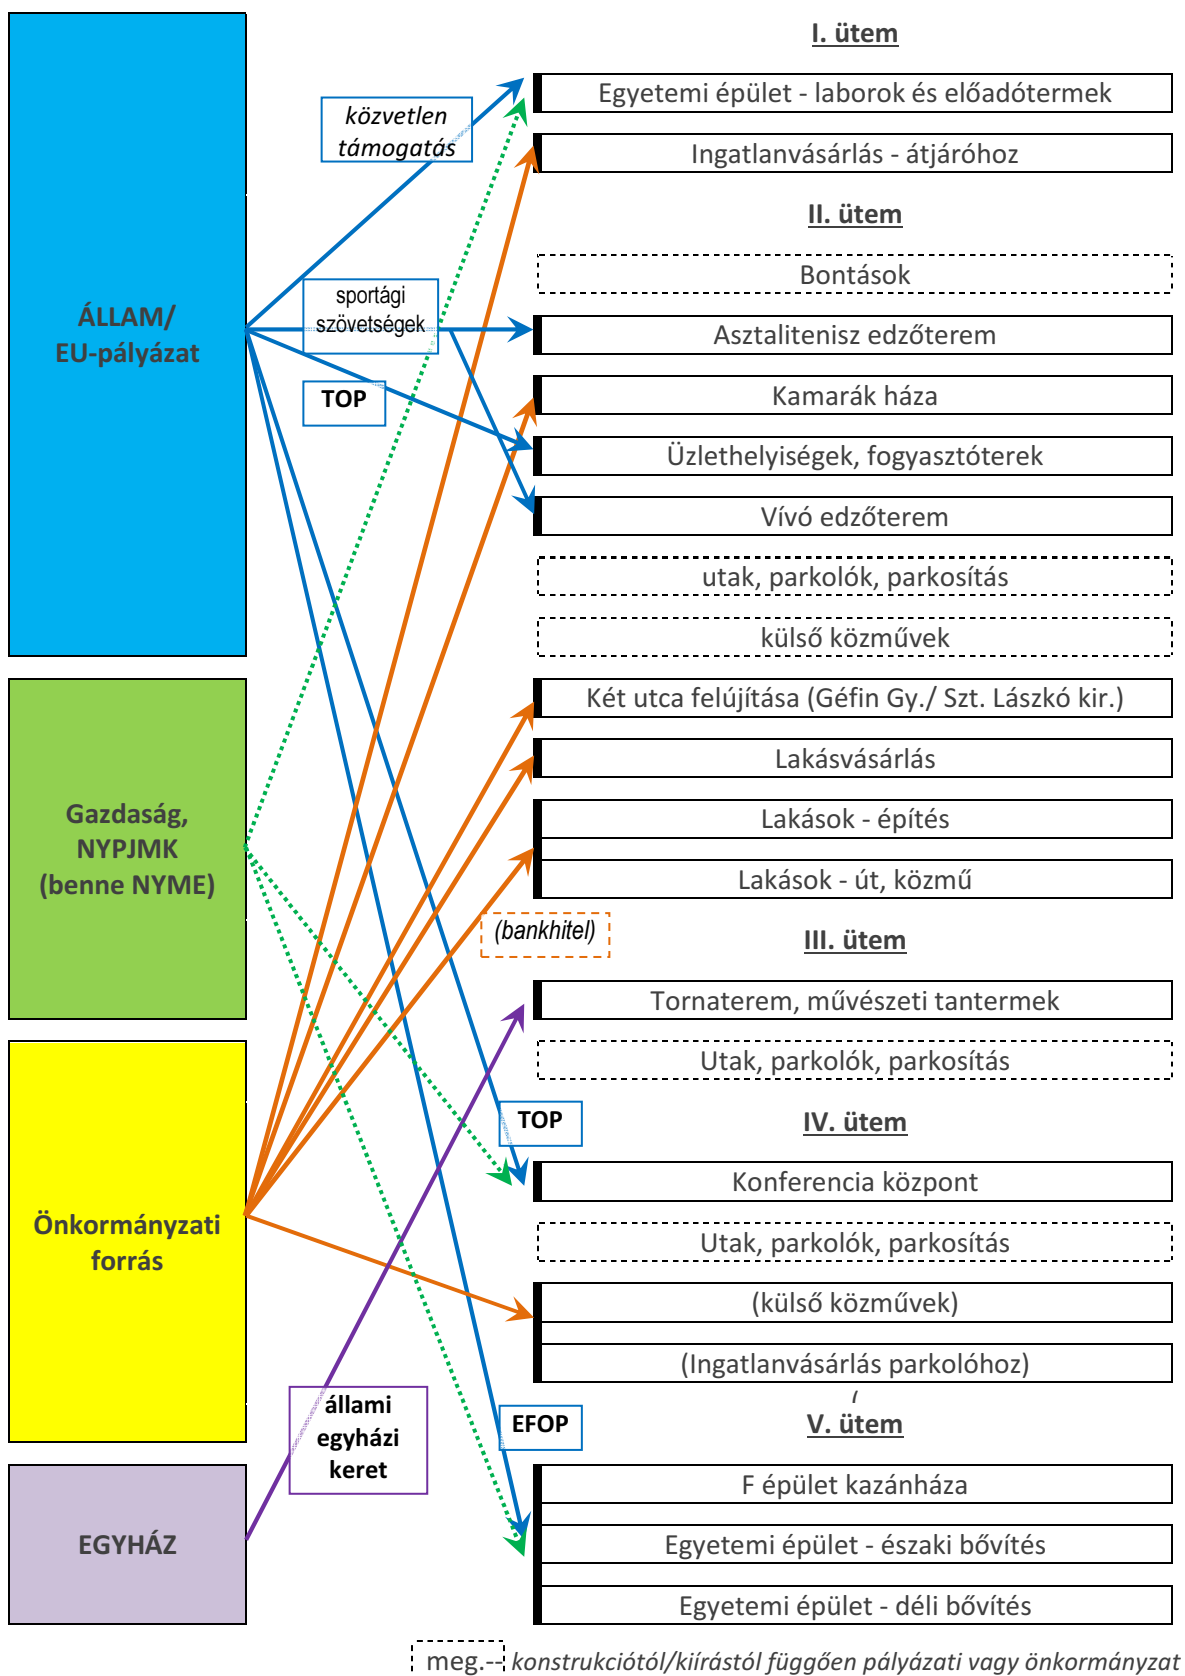 I. ütem
közvetlen
támogatás
Egyetemi épület - laborok és előadótermek
Ingatlanvásárlás - átjáróhoz
II. ütem
Bontások
ÁLLAM/
EU-pályázat
sportági
szövetségek
Asztalitenisz edzőterem
TOP
Kamarák háza
Üzlethelyiségek, fogyasztóterek
Vívó edzőterem
utak, parkolók, parkosítás
külső közművek
Két utca felújítása (Géfin Gy./ Szt. Lászkó kir.)
Lakásvásárlás
Gazdaság,
NYPJMK
(benne NYME)
Lakások - építés
Lakások - út, közmű
(bankhitel)
III. ütem
Tornaterem, művészeti tantermek
Utak, parkolók, parkosítás
TOP
IV. ütem
Konferencia központ
Önkormányzati
forrás
Utak, parkolók, parkosítás
(külső közművek)
(Ingatlanvásárlás parkolóhoz)
állami
egyházi
keret
EFOP
V. ütem
F épület kazánháza
EGYHÁZ
Egyetemi épület - északi bővítés
Egyetemi épület - déli bővítés
meg.-- konstrukciótól/kiírástól függően pályázati vagy önkormányzat